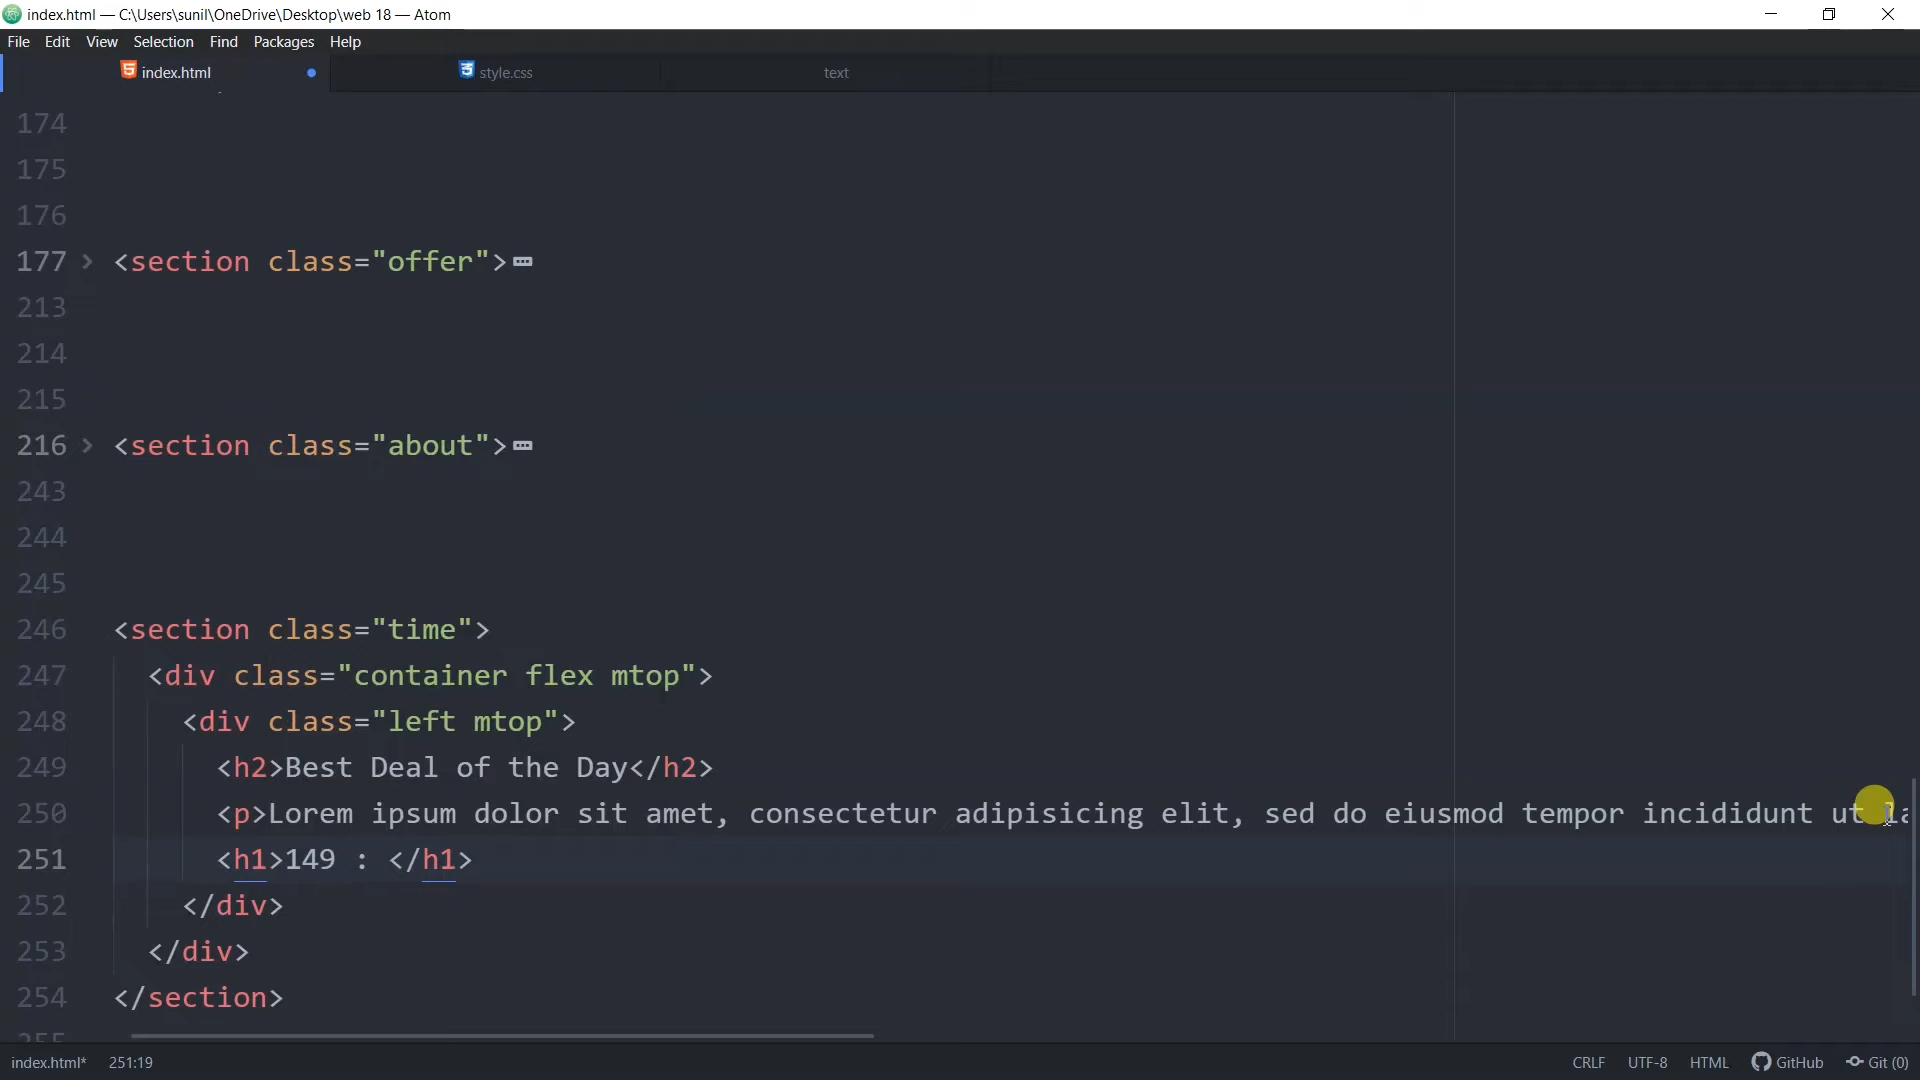 index.html — C:\Users\sunil\OneDrive\Desktop\web 18 — Atom
File Edit View Selection Find Packages Help
index.html style.css text
174
175
176
177 <section class="offer">
213
214
215
216 <section class="about">
243
244
245
246 <section class="time">
247 <div class="container flex mtop">
248 <div class="left mtop">
249 <h2>Best Deal of the Day</h2>
250 <p>Lorem ipsum dolor sit amet, consectetur adipisicing elit, sed do eiusmod tempor incididunt ut
251 <h1>149 : </h1>
252 </div>
253 </div>
254 </section>
255
index.html* 251:19 CRLF UTF-8 HTML GitHub Git (0)